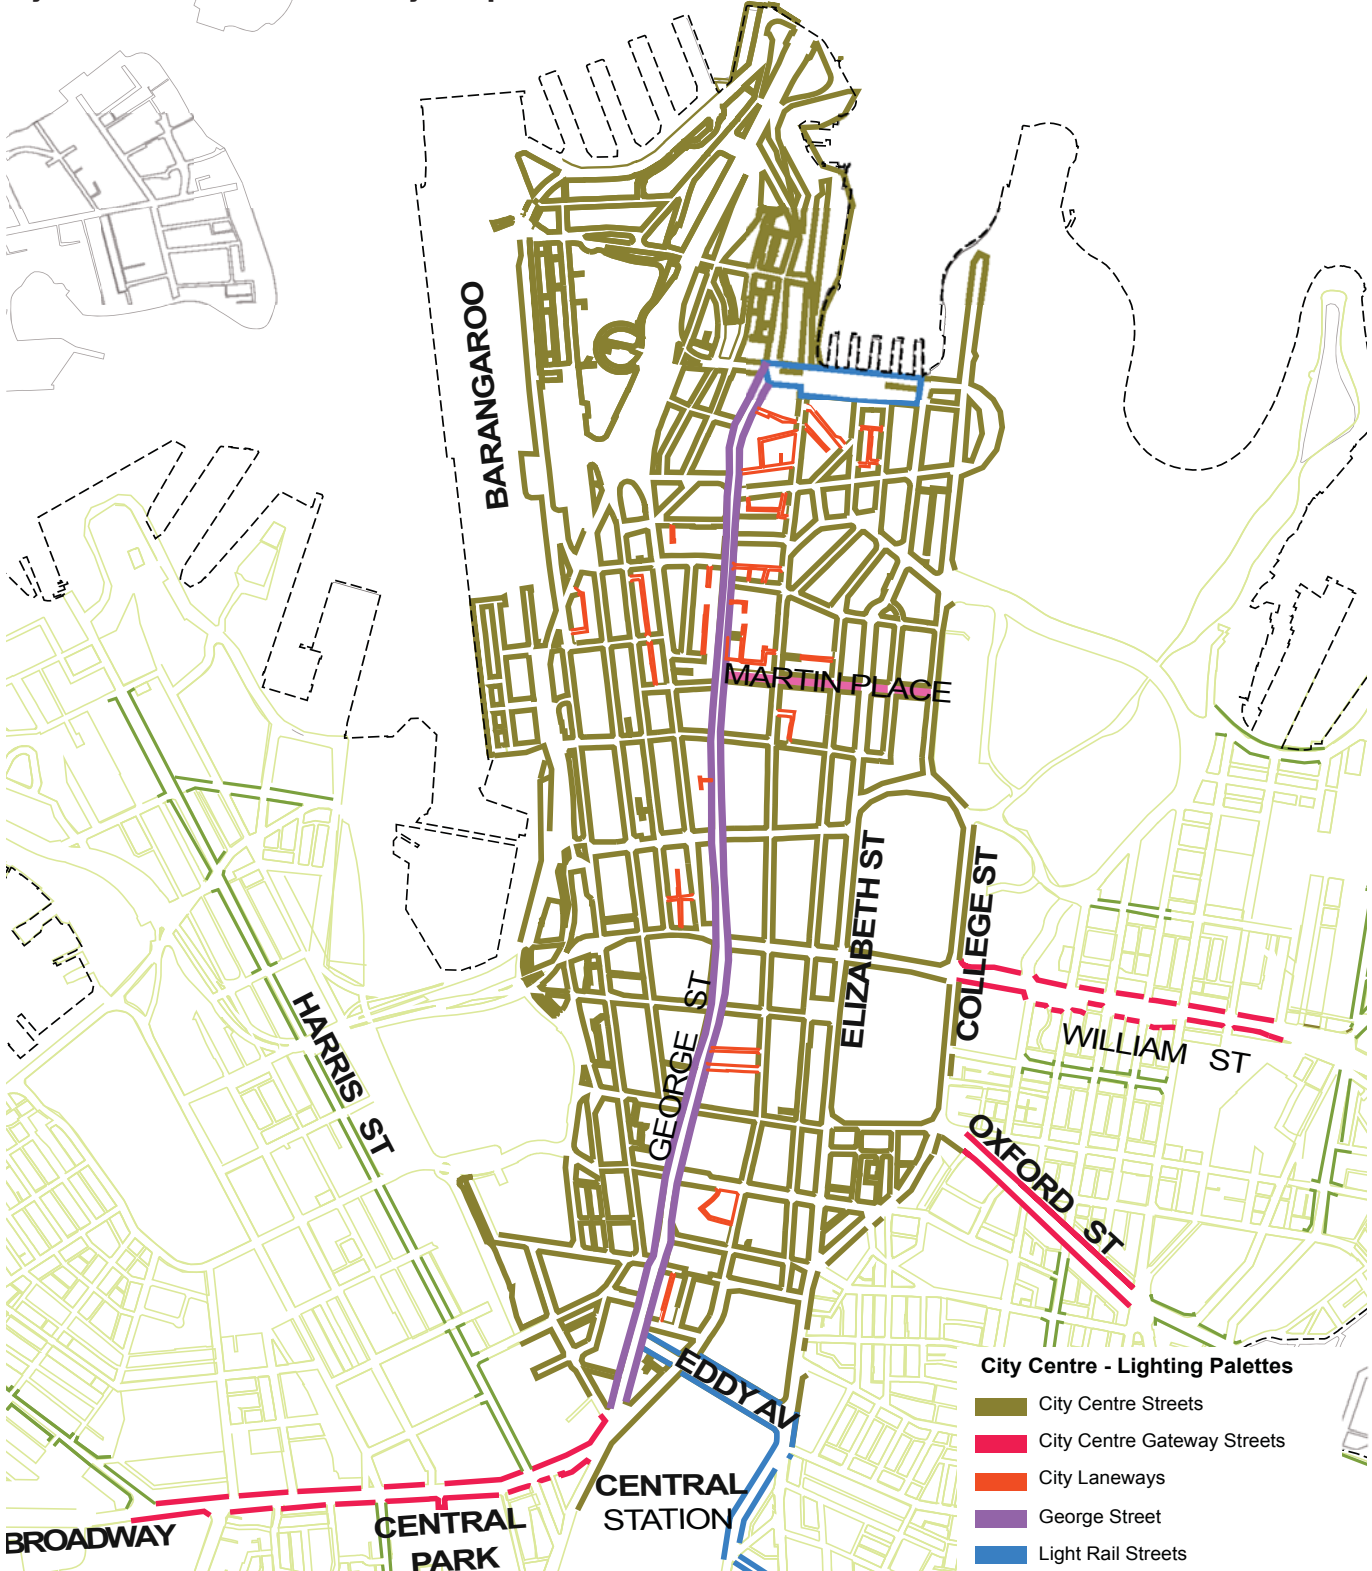 BARANGAROO
MARTIN PLACE
ELIZABETH ST
COLLEGE ST
GEORGE ST
HARRIS ST
WILLIAM ST
OXFORD ST
EDDY AV
CENTRAL
STATION
BROADWAY
CENTRAL
PARK
City Centre - Lighting Palettes
City Centre Streets
City Centre Gateway Streets
City Laneways
George Street
Light Rail Streets